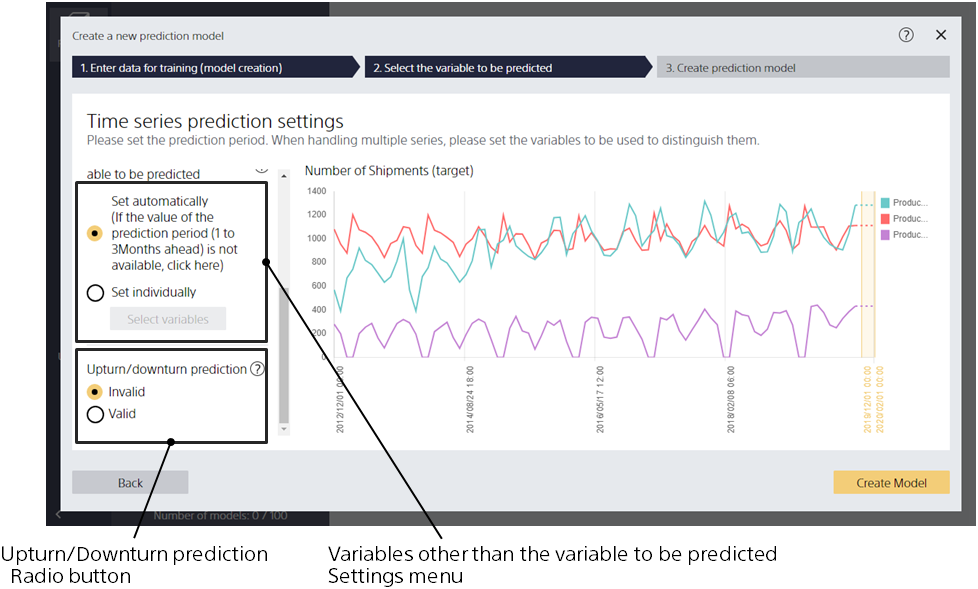 Create a new prediction model
1. Enter data for training (model creation)
2. Select the variable to be predicted
3. Create prediction model
Time series prediction settings
Please set the prediction period. When handling multiple series, please set the variables to be used to distinguish them.
able to be predicted
Set automatically
(If the value of the
prediction period (1 to
3Months ahead) is not
available, click here)
Set individually
Select variables
Upturn/downturn prediction ?
Invalid
Valid
Number of Shipments (target)
1400
1200
1000
800
600
400
200
0
2012/12/01 00:00
2014/08/24 18:00
2016/05/17 12:00
2018/02/08 06:00
2019/12/01 00:00
2020/02/01 00:00
Produc...
Produc...
Produc...
Back
Create Model
Number of models: 0 / 100
Upturn/Downturn prediction
Radio button
Variables other than the variable to be predicted
Settings menu